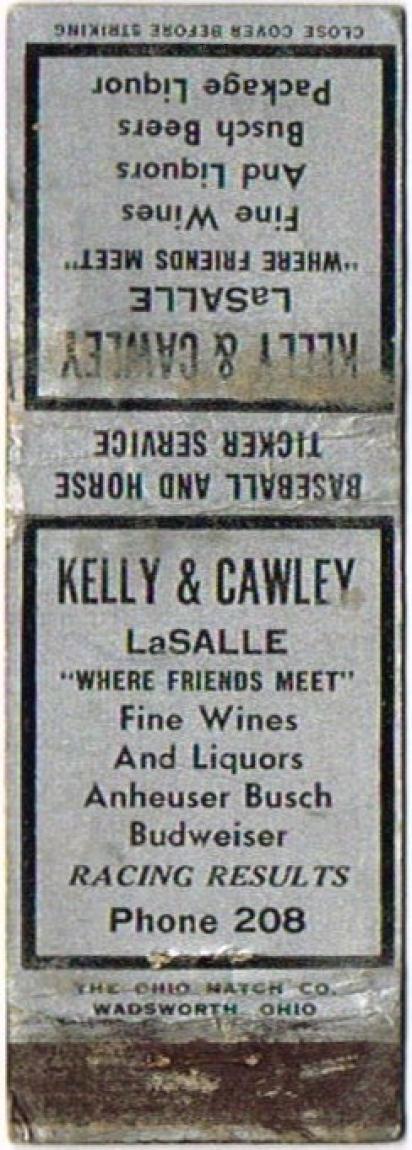 CLOSE COVER BEFORE STRIKING
KELLY & CAWLEY
LaSALLE
"WHERE FRIENDS MEET"
Fine Wines
And Liquors
Busch Beers
Package Liquor
BASEBALL AND HORSE
TICKER SERVICE
KELLY & CAWLEY
LaSALLE
"WHERE FRIENDS MEET"
Fine Wines
And Liquors
Anheuser Busch
Budweiser
RACING RESULTS
Phone 208
THE OHIO MATCH CO.
WADSWORTH, OHIO